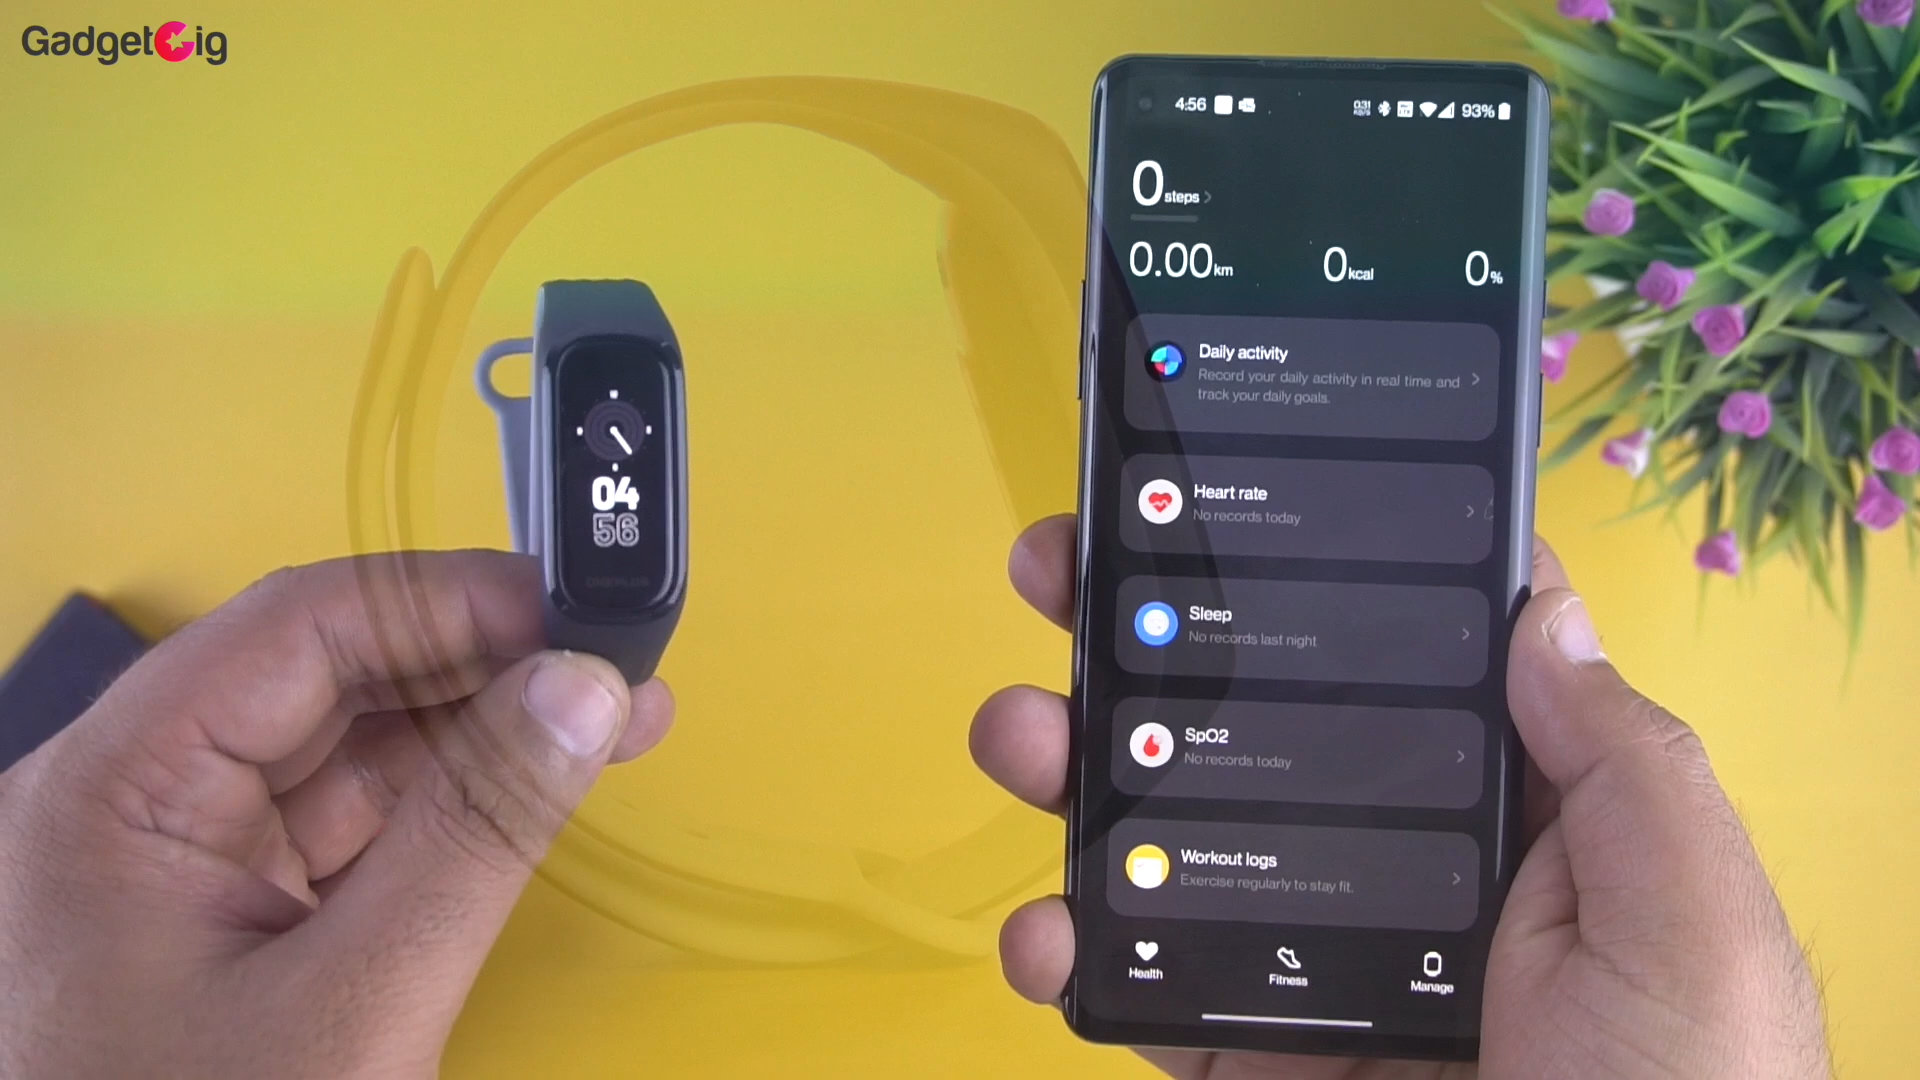 GadgetGig
4:56
93%
0 steps
0.00 km
0 kcal
0 %
Daily activity
Record your daily activity in real time and
track your daily goals.
Heart rate
No records today
Sleep
No records last night
SpO2
No records today
Workout logs
Exercise regularly to stay fit.
Health
Fitness
Manage
04
56
ONEPLUS